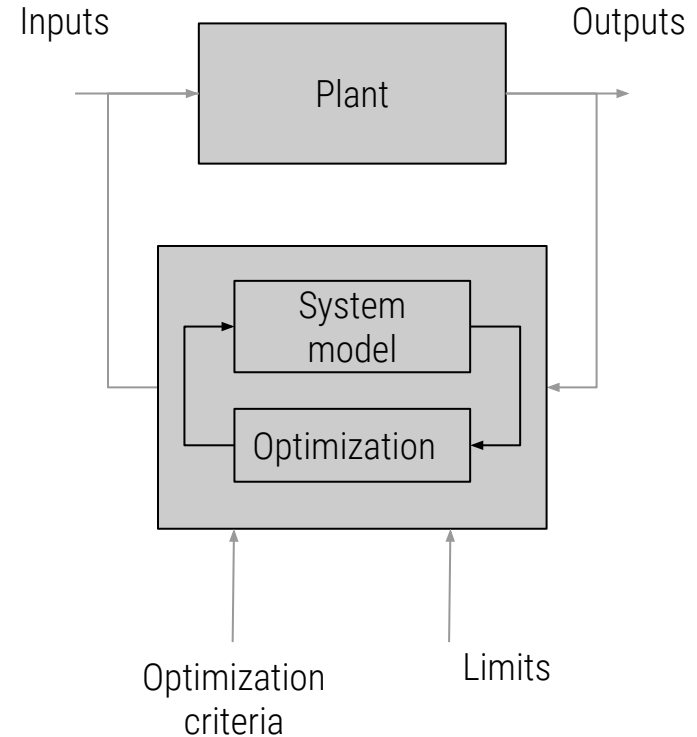 Inputs
Outputs
Plant
System
model
Optimization
Optimization
criteria
Limits